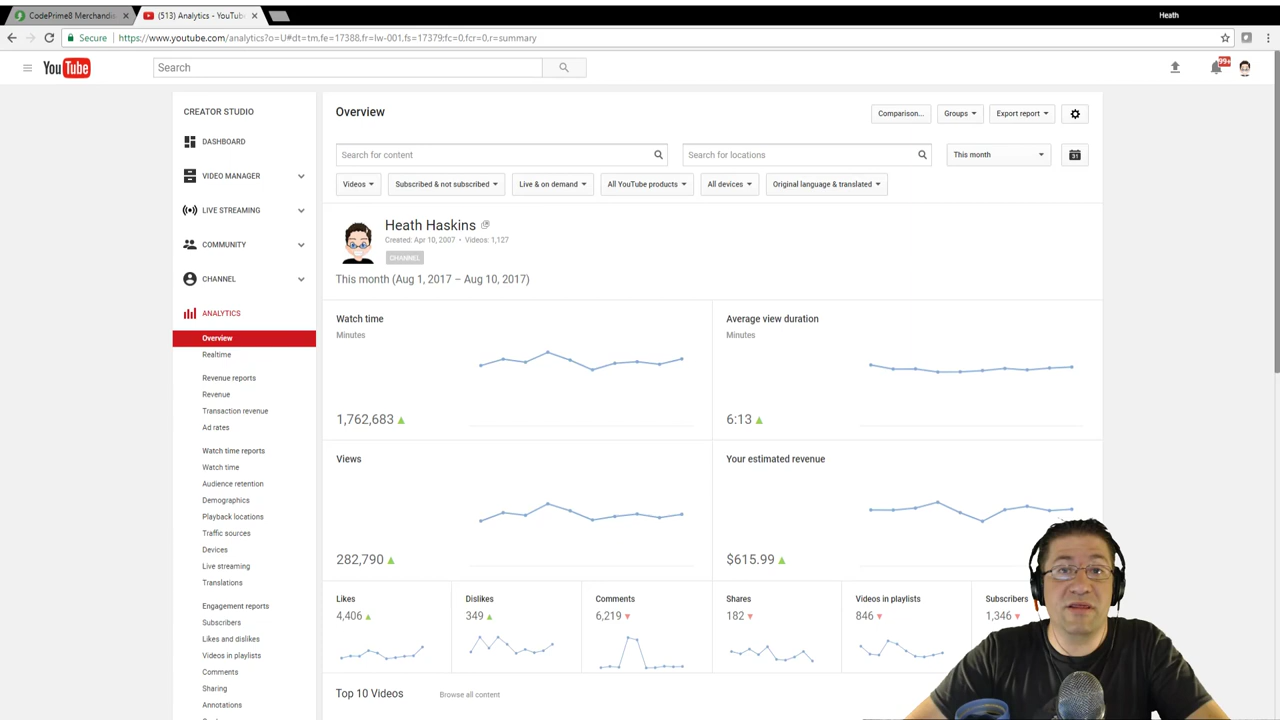 CodePrime8 Merchandis
(513) Analytics - YouTube
Heath
Secure
https://www.youtube.com/analytics?o=U#dt=tm,fe=17388,fr=lw-001,fs=17379;fc=0,fcr=0,r=summary
YouTube
Search
99+
CREATOR STUDIO
DASHBOARD
VIDEO MANAGER
LIVE STREAMING
COMMUNITY
CHANNEL
ANALYTICS
Overview
Realtime
Revenue reports
Revenue
Transaction revenue
Ad rates
Watch time reports
Watch time
Audience retention
Demographics
Playback locations
Traffic sources
Devices
Live streaming
Translations
Engagement reports
Subscribers
Likes and dislikes
Videos in playlists
Comments
Sharing
Annotations
Overview
Comparison...
Groups
Export report
Search for content
Search for locations
This month
31
Videos
Subscribed & not subscribed
Live & on demand
All YouTube products
All devices
Original language & translated
Heath Haskins
Created: Apr 10, 2007 • Videos: 1,127
CHANNEL
This month (Aug 1, 2017 – Aug 10, 2017)
Watch time
Minutes
1,762,683
Average view duration
Minutes
6:13
Views
282,790
Your estimated revenue
$615.99
Likes
4,406
Dislikes
349
Comments
6,219
Shares
182
Videos in playlists
846
Subscribers
1,346
Top 10 Videos
Browse all content